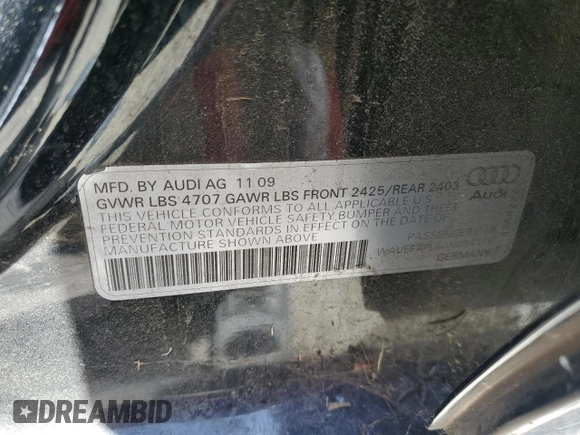 MFD. BY AUDI AG 11 09
GVWR LBS 4707 GAWR LBS FRONT 2425/REAR 2403
THIS VEHICLE CONFORMS TO ALL APPLICABLE U S
FEDERAL MOTOR VEHICLE SAFETY BUMPER AND THEFT
PREVENTION STANDARDS IN EFFECT ON THE DATE OF
MANUFACTURE SHOWN ABOVE
Audi
GERMANY
DREAMBID